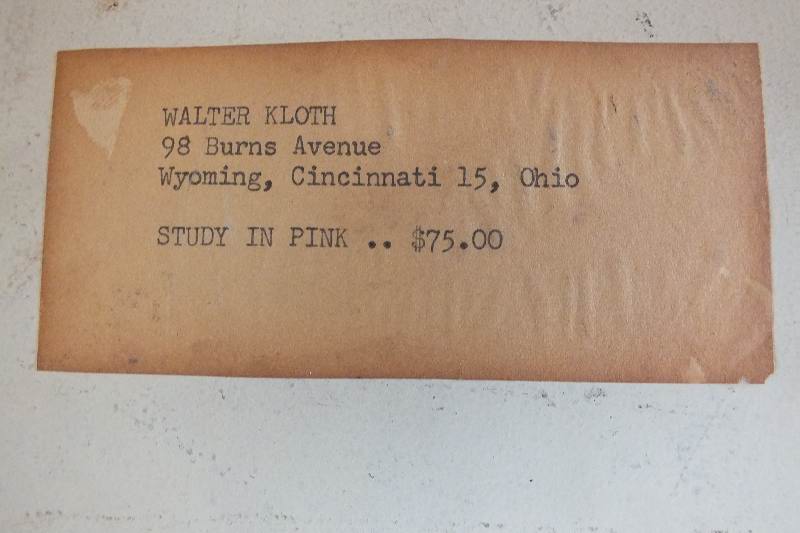 WALTER KLOTH
98 Burns Avenue
Wyoming, Cincinnati 15, Ohio
STUDY IN PINK .. $75.00